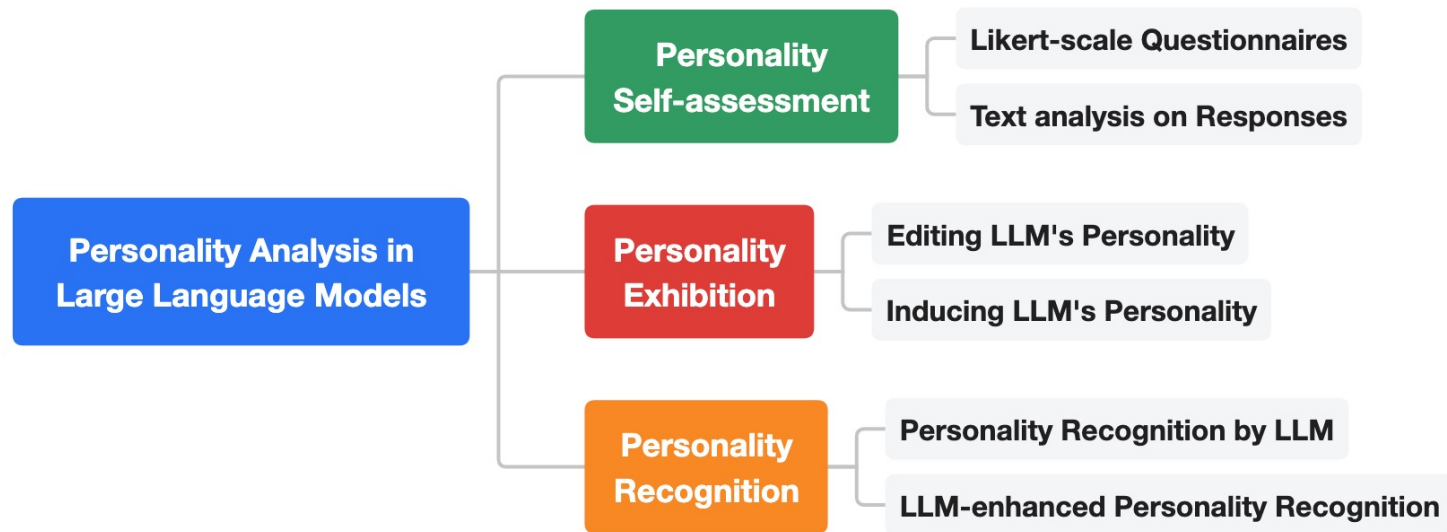 Personality
Self-assessment
Likert-scale Questionnaires
Text analysis on Responses
Personality Analysis in
Large Language Models
Personality
Exhibition
Editing LLM's Personality
Inducing LLM's Personality
Personality
Recognition
Personality Recognition by LLM
LLM-enhanced Personality Recognition